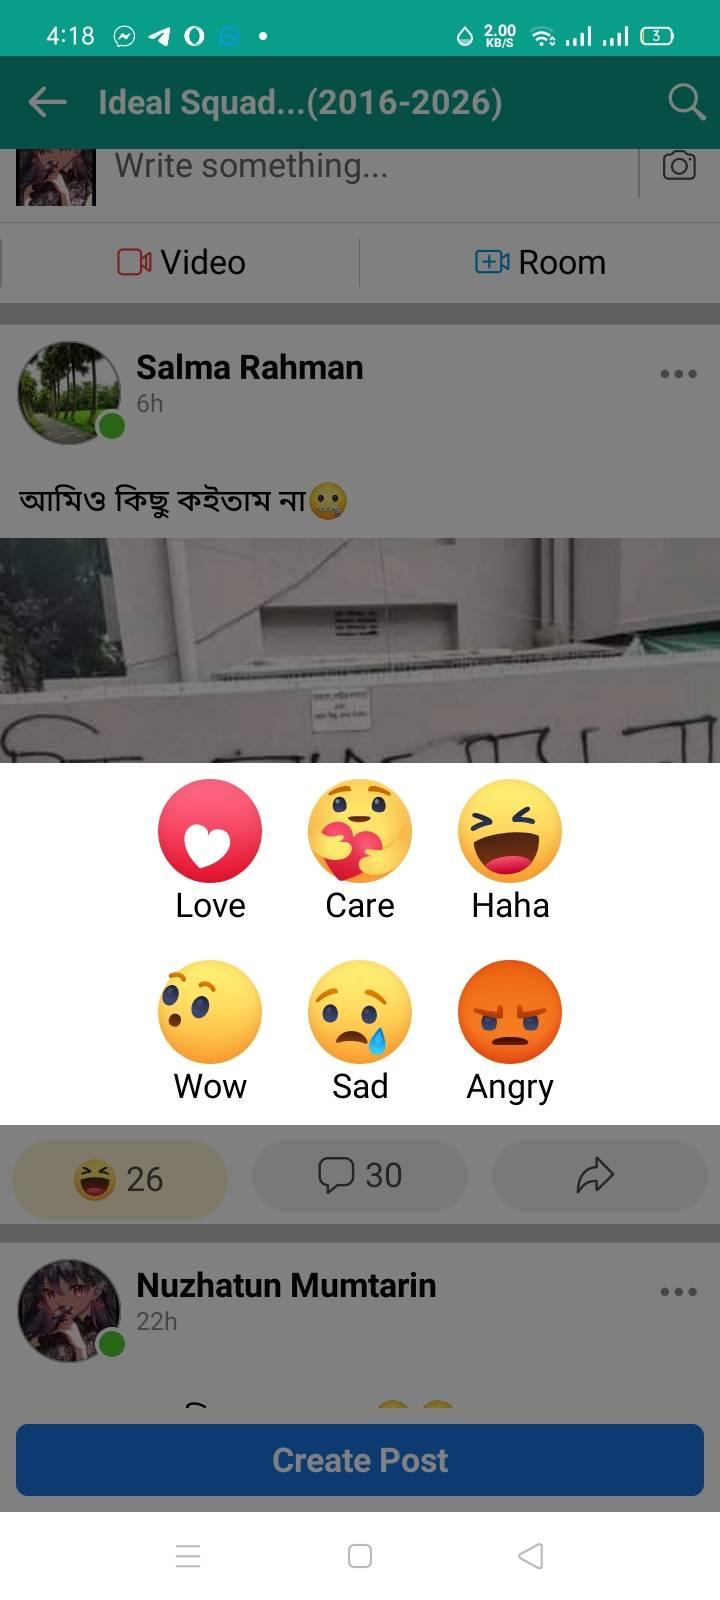 4:18
2.00
KB/S
3
Ideal Squad...(2016-2026)
Write something...
Video
Room
Salma Rahman
6h
আমিও কিছু কইতাম না🤐
Love
Care
Haha
Wow
Sad
Angry
26
30
Nuzhatun Mumtarin
22h
Create Post